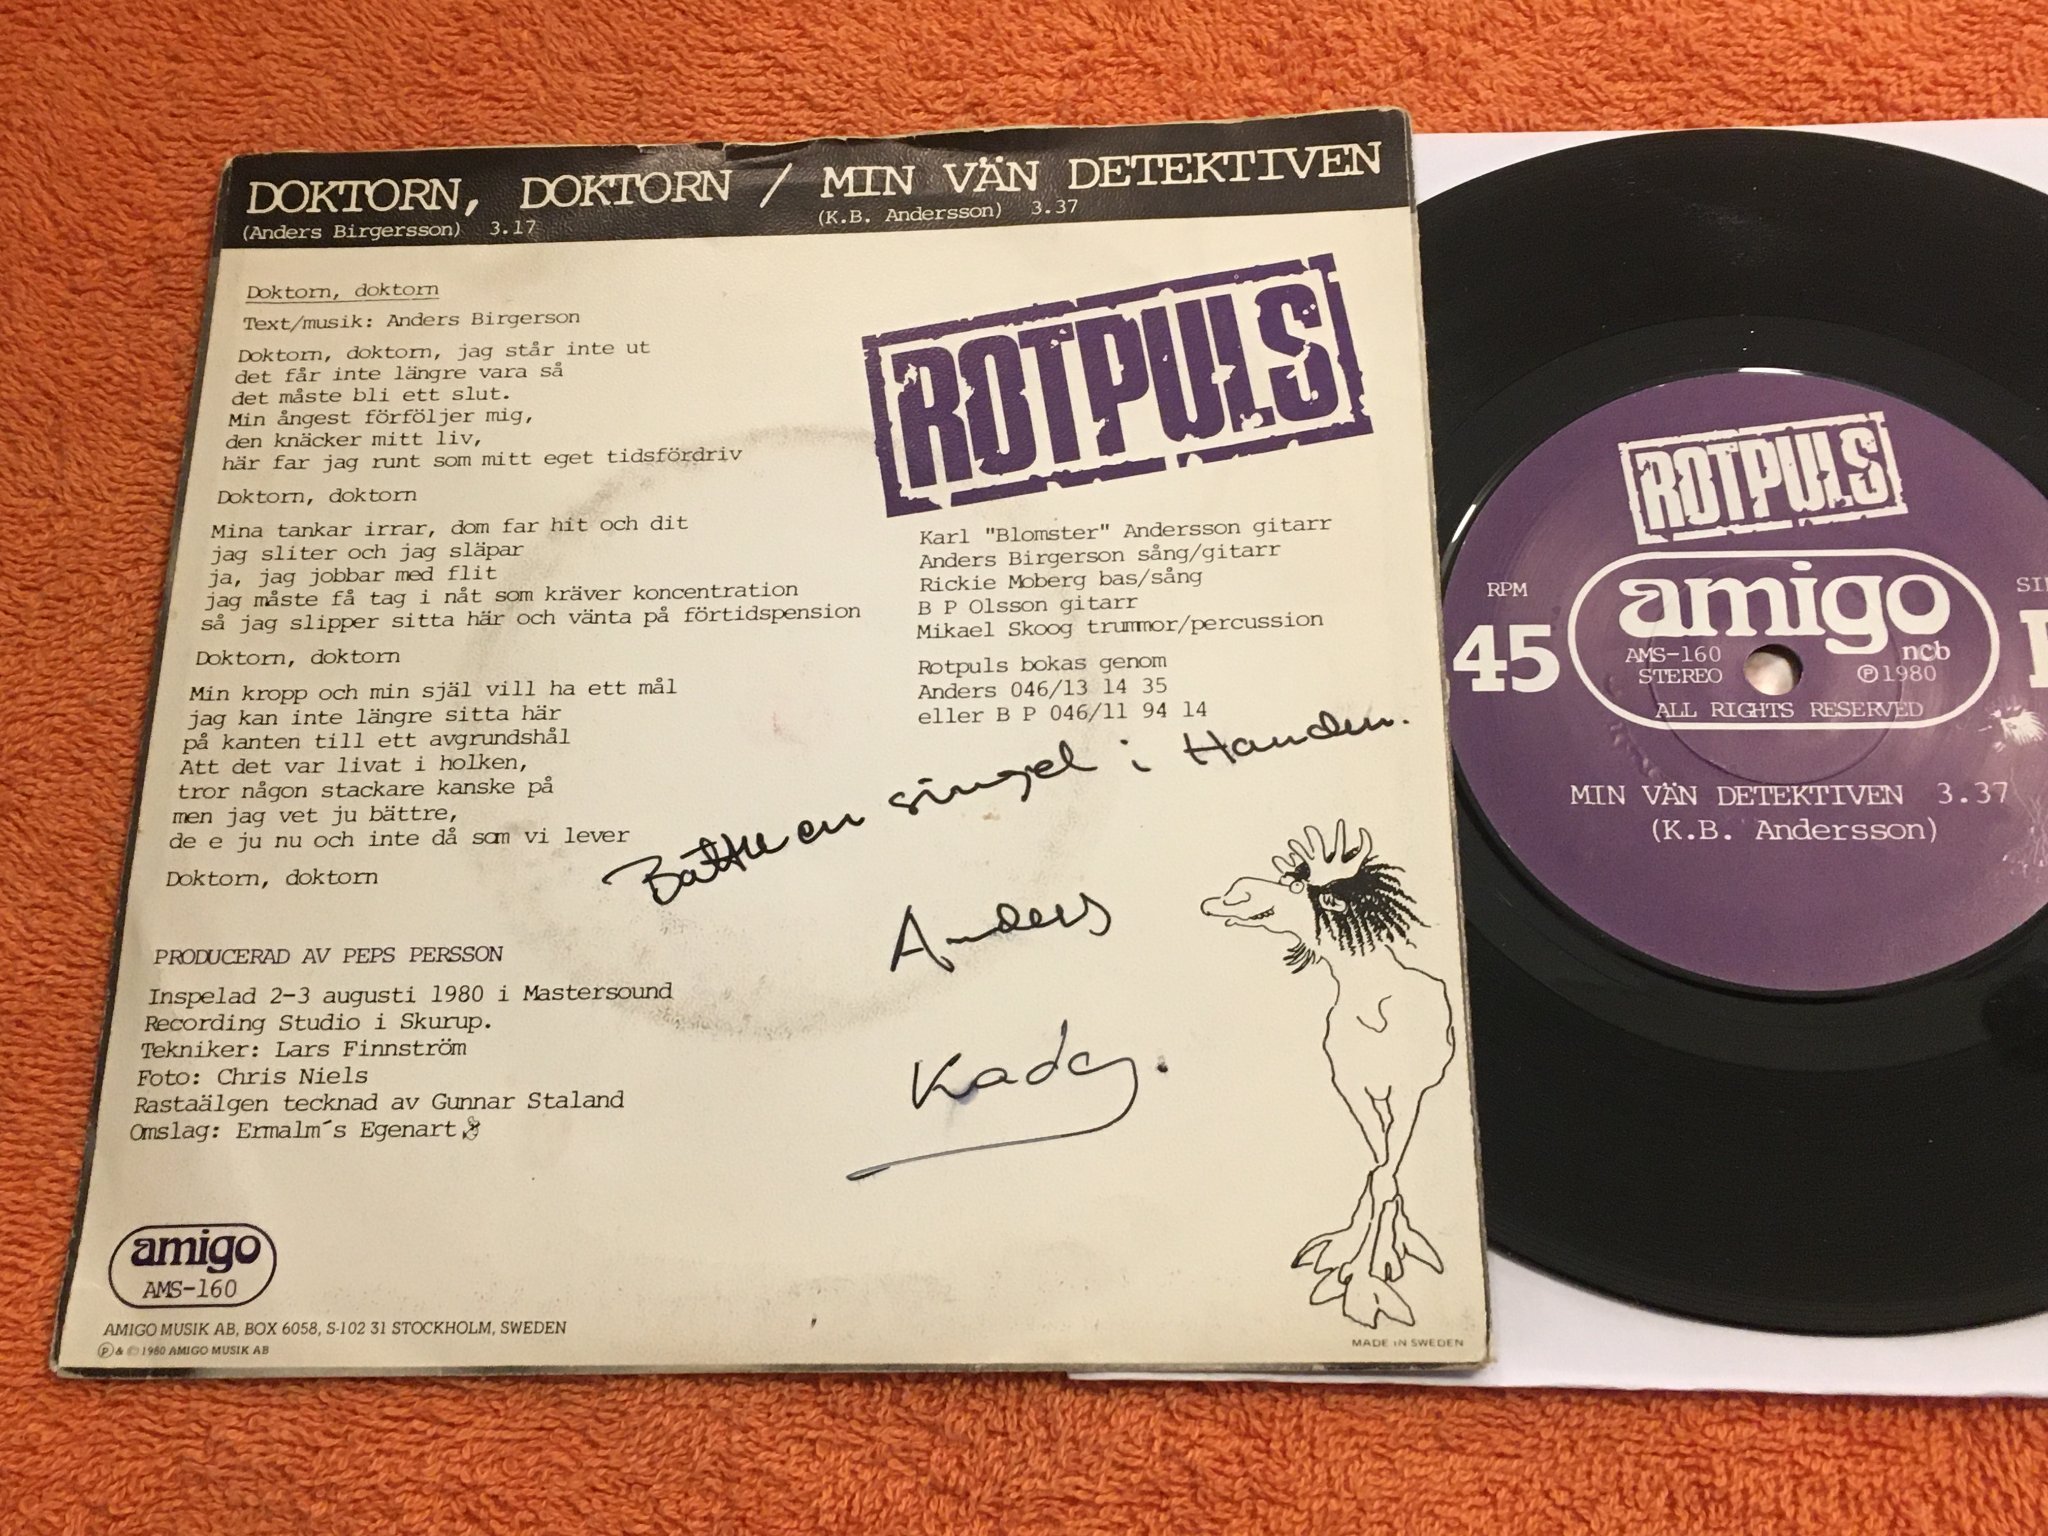 DOKTORN, DOKTORN / MIN VÄN DETEKTIVEN
(Anders Birgersson) 3.17 (K.B. Andersson) 3.37
Doktorn, doktorn
Text/musik: Anders Birgerson
Doktorn, doktorn, jag står inte ut
det får inte längre vara så
det måste bli ett slut.
Min ångest förföljer mig,
den knäcker mitt liv,
här far jag runt som mitt eget tidsfördriv
Doktorn, doktorn
Mina tankar irrar, dom far hit och dit
jag sliter och jag släpar
ja, jag jobbar med flit
jag måste få tag i nåt som kräver koncentration
så jag slipper sitta här och vänta på förtidspension
Doktorn, doktorn
Min kropp och min själ vill ha ett mål
jag kan inte längre sitta här
på kanten till ett avgrundshål
Att det var livat i holken,
tror någon stackare kanske på
men jag vet ju bättre,
de e ju nu och inte då som vi lever
Doktorn, doktorn
PRODUCERAD AV PEPS PERSSON
Inspelad 2-3 augusti 1980 i Mastersound
Recording Studio i Skurup.
Tekniker: Lars Finnström
Foto: Chris Niels
Rastaälgen tecknad av Gunnar Staland
Omslag: Ermalm´s Egenart
amigo
AMS-160
AMIGO MUSIK AB, BOX 6058, S-102 31 STOCKHOLM, SWEDEN
Ⓟ & © 1980 AMIGO MUSIK AB
ROTPULS
Karl "Blomster" Andersson gitarr
Anders Birgerson sång/gitarr
Rickie Moberg bas/sång
B P Olsson gitarr
Mikael Skoog trummor/percussion
Rotpuls bokas genom
Anders 046/13 14 35
eller B P 046/11 94 14
Bättre en singel i Handen.
Anders
MADE IN SWEDEN
ROTPULS
amigo
RPM
45
AMS-160
STEREO
ncb
Ⓟ1980
ALL RIGHTS RESERVED
MIN VÄN DETEKTIVEN 3.37
(K.B. Andersson)